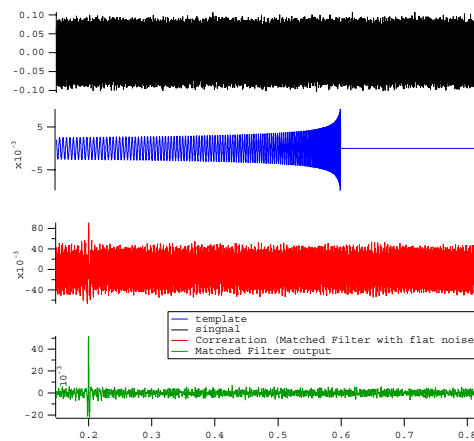 0.10
0.05
0.00
-0.05
-0.10
5
-5
x10⁻³
80
40
0
-40
x10⁻³
template
singnal
Correration (Matched Filter with flat noise
Matched Filter output
40
20
0
-20
x10⁻³
0.2 0.3 0.4 0.5 0.6 0.7 0.8